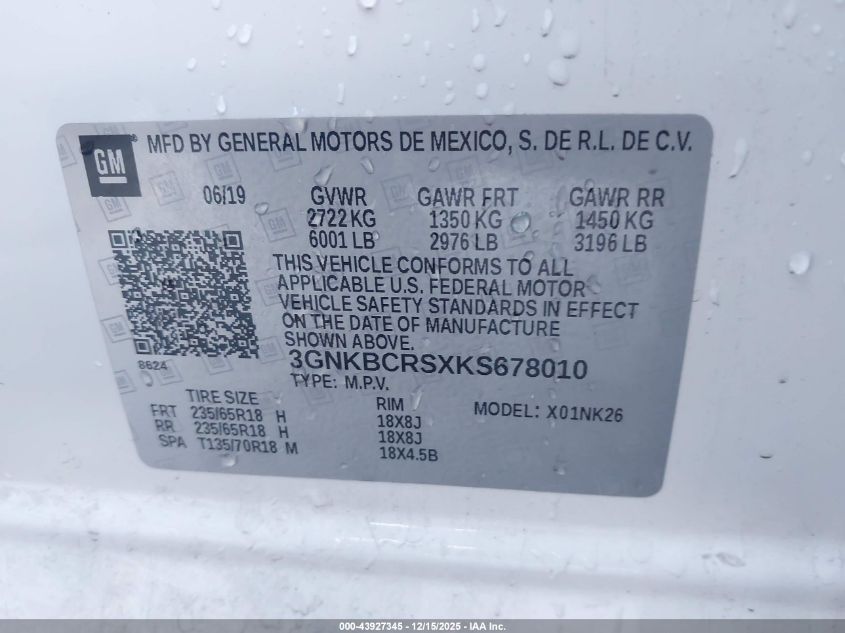 GM
MFD BY GENERAL MOTORS DE MEXICO, S. DE R.L. DE C.V.
06/19 GVWR GAWR FRT GAWR RR
2722 KG 1350 KG 1450 KG
6001 LB 2976 LB 3196 LB
THIS VEHICLE CONFORMS TO ALL
APPLICABLE U.S. FEDERAL MOTOR
VEHICLE SAFETY STANDARDS IN EFFECT
ON THE DATE OF MANUFACTURE
SHOWN ABOVE.
8624 3GNKBCRSXKS678010
TYPE: M.P.V.
TIRE SIZE RIM MODEL: X01NK26
FRT 235/65R18 H 18X8J
RR 235/65R18 H 18X8J
SPA T135/70R18 M 18X4.5B
000-43927345 - 12/15/2025 - IAA Inc.